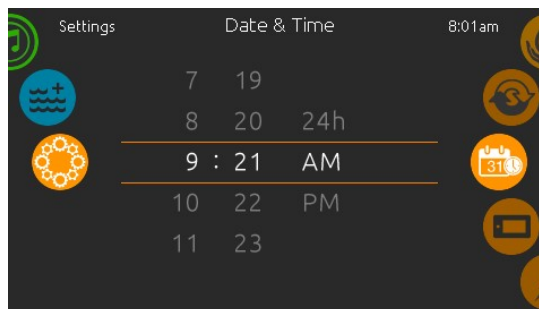 Settings Date & Time 8:01am
7 19
8 20 24h
9 : 21 AM
10 22 PM
11 23
S
31